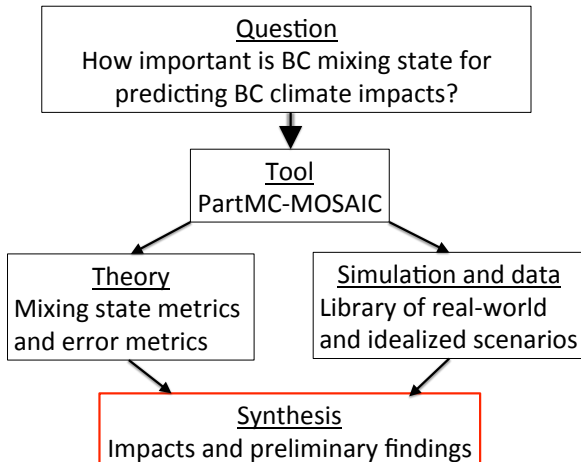 Question
How important is BC mixing state for
predicting BC climate impacts?
Tool
PartMC-MOSAIC
Theory
Mixing state metrics
and error metrics
Simulation and data
Library of real-world
and idealized scenarios
Synthesis
Impacts and preliminary findings